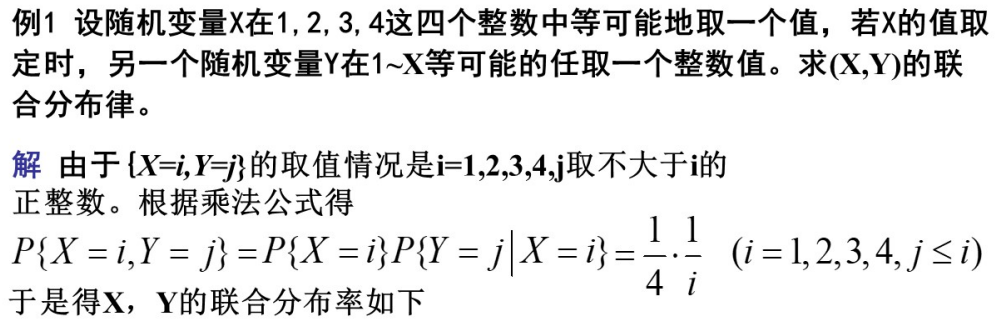 例1 设随机变量X在1,2,3,4这四个整数中等可能地取一个值，若X的值取
定时，另一个随机变量Y在1~X等可能的任取一个整数值。求(X,Y)的联
合分布律。
解 由于{X=i,Y=j}的取值情况是i=1,2,3,4,j取不大于i的
正整数。根据乘法公式得
P{X = i,Y = j} = P{X = i}P{Y = j|X = i} = 1/4 · 1/i (i = 1,2,3,4, j ≤ i)
于是得X，Y的联合分布率如下